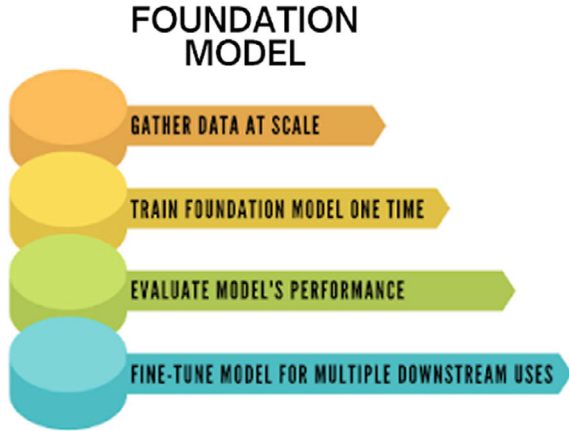 FOUNDATION
MODEL
GATHER DATA AT SCALE
TRAIN FOUNDATION MODEL ONE TIME
EVALUATE MODEL'S PERFORMANCE
FINE-TUNE MODEL FOR MULTIPLE DOWNSTREAM USES